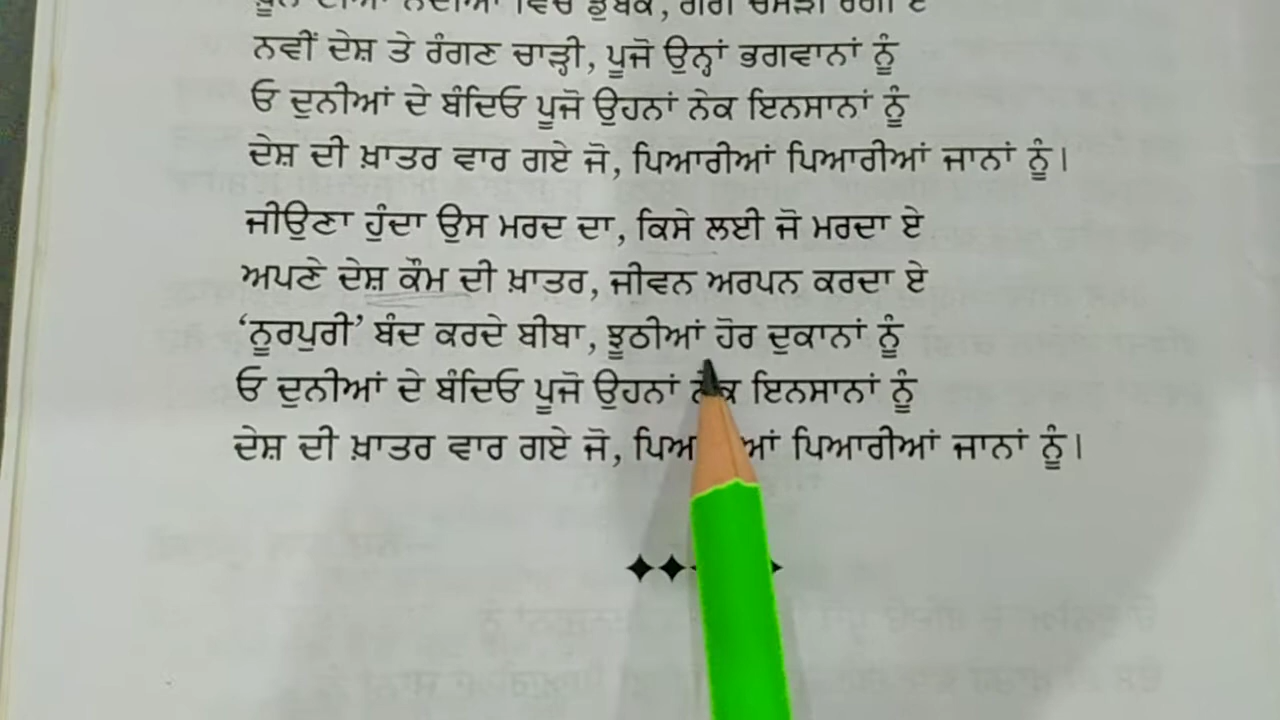 ਨਵੀਂ ਦੇਸ਼ ਤੇ ਰੰਗਣ ਚਾੜ੍ਹੀ, ਪੂਜੋ ਉਨ੍ਹਾਂ ਭਗਵਾਨਾਂ ਨੂੰ
ਓ ਦੁਨੀਆਂ ਦੇ ਬੰਦਿਓ ਪੂਜੋ ਉਹਨਾਂ ਨੇਕ ਇਨਸਾਨਾਂ ਨੂੰ
ਦੇਸ਼ ਦੀ ਖ਼ਾਤਰ ਵਾਰ ਗਏ ਜੋ, ਪਿਆਰੀਆਂ ਪਿਆਰੀਆਂ ਜਾਨਾਂ ਨੂੰ।
ਜੀਉਣਾ ਹੁੰਦਾ ਉਸ ਮਰਦ ਦਾ, ਕਿਸੇ ਲਈ ਜੋ ਮਰਦਾ ਏ
ਅਪਣੇ ਦੇਸ਼ ਕੌਮ ਦੀ ਖ਼ਾਤਰ, ਜੀਵਨ ਅਰਪਨ ਕਰਦਾ ਏ
‘ਨੂਰਪੁਰੀ’ ਬੰਦ ਕਰਦੇ ਬੀਬਾ, ਝੂਠੀਆਂ ਹੋਰ ਦੁਕਾਨਾਂ ਨੂੰ
ਓ ਦੁਨੀਆਂ ਦੇ ਬੰਦਿਓ ਪੂਜੋ ਉਹਨਾਂ ਨੇਕ ਇਨਸਾਨਾਂ ਨੂੰ
ਦੇਸ਼ ਦੀ ਖ਼ਾਤਰ ਵਾਰ ਗਏ ਜੋ, ਪਿਆਰੀਆਂ ਜਾਨਾਂ ਨੂੰ।